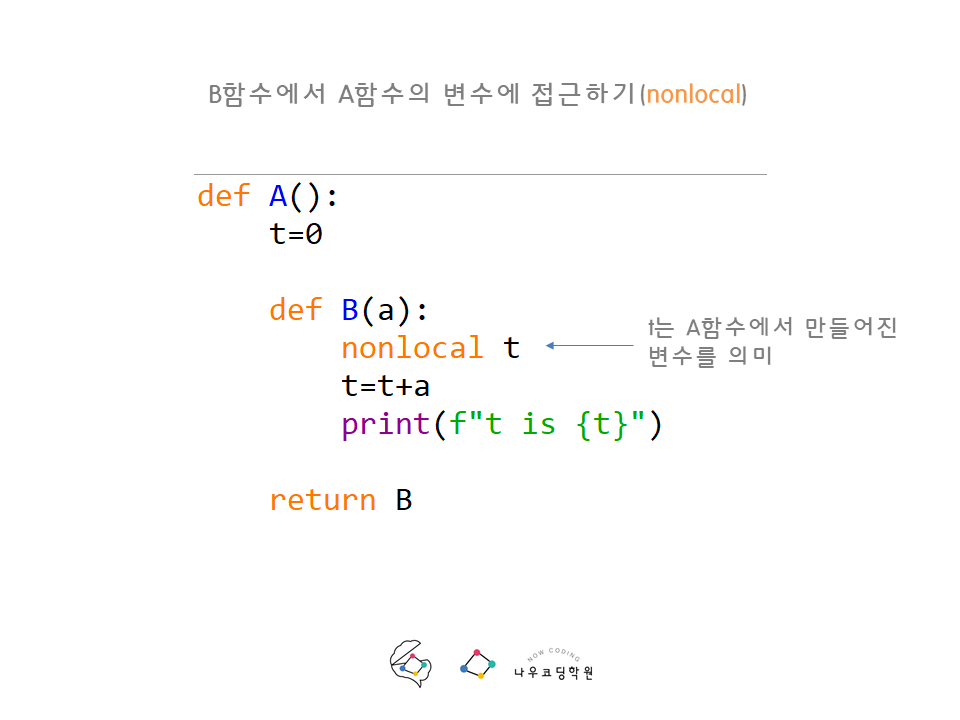 B함수에서 A함수의 변수에 접근하기(nonlocal)
def A():
    t=0
    def B(a):
        nonlocal t
        t=t+a
        print(f"t is {t}")
    return B
t는 A함수에서 만들어진
변수를 의미
NOW CODING
나우코딩학원